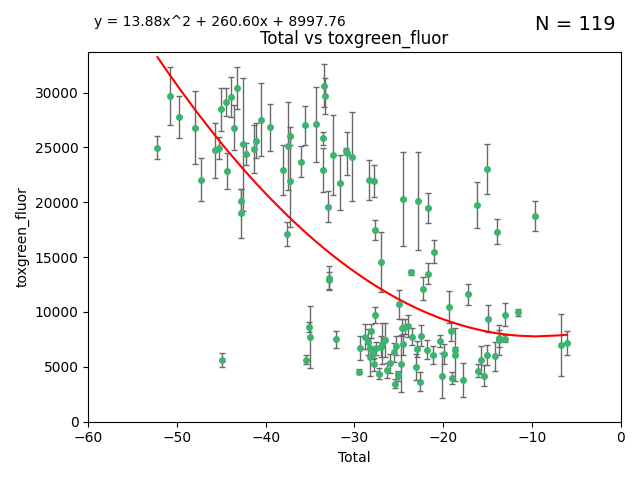 y = 13.88x^2 + 260.60x + 8997.76
N = 119
Total vs toxgreen_fluor
toxgreen_fluor
30000
25000
20000
15000
10000
5000
0
−60 −50 −40 −30 −20 −10 0
Total